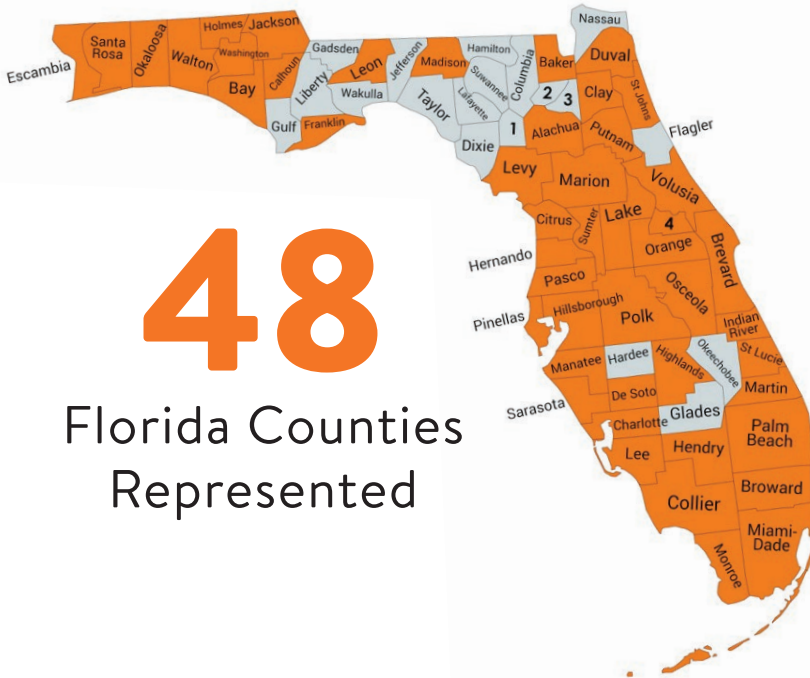 Nassau
Holmes
Jackson
Santa
Rosa
Okaloosa
Walton
Washington
Escambia
Bay
Calhoun
Gadsden
Liberty
Leon
Jefferson
Madison
Hamilton
Suwannee
Columbia
Baker
Duval
Wakulla
Taylor
Lafayette
2
3
Clay
St Johns
Gulf
Franklin
Dixie
1
Alachua
Putnam
Flagler
Levy
Marion
Volusia
Citrus
Sumter
Lake
4
Orange
Brevard
Hernando
Pasco
Osceola
Pinellas
Hillsborough
Polk
Indian
River
Manatee
Hardee
Highlands
Okeechobee
St Lucie
Sarasota
De Soto
Martin
Charlotte
Glades
Palm
Beach
Lee
Hendry
Collier
Broward
Miami-
Dade
Monroe
48
Florida Counties
Represented